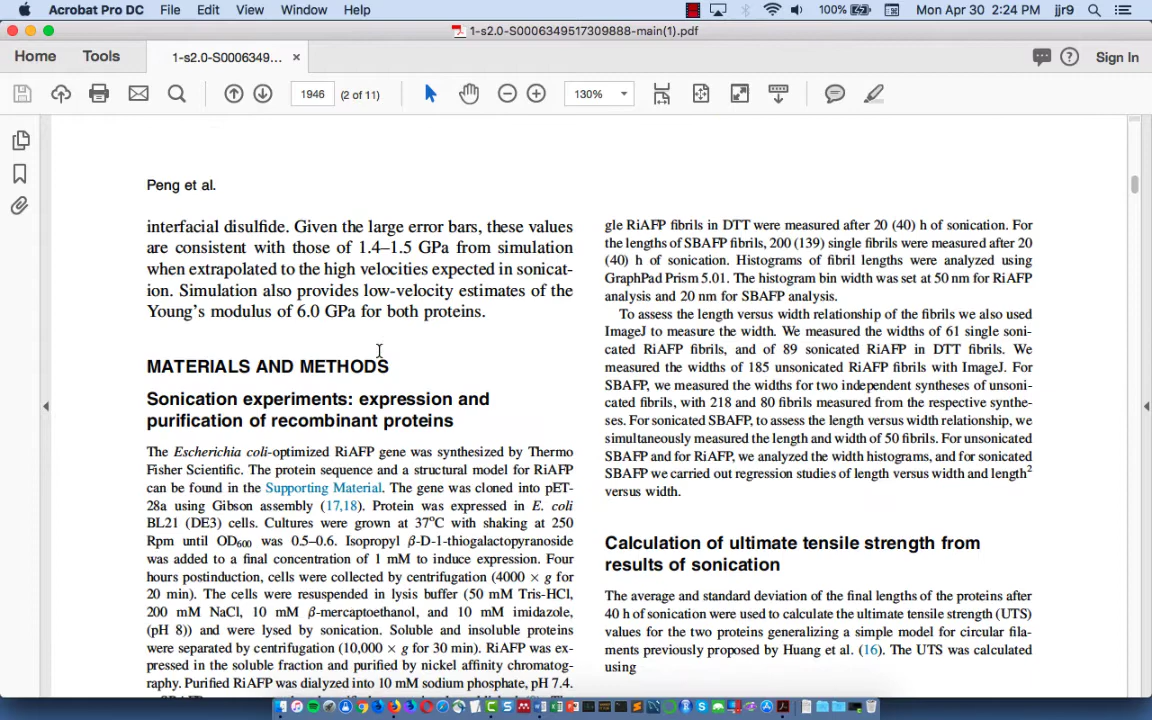 Acrobat Pro DC File Edit View Window Help 100% Mon Apr 30 2:24 PM jjr9
1-s2.0-S0006349517309888-main(1).pdf
Home Tools 1-s2.0-S0006349... × Sign In
1946 (2 of 11) 130%
Peng et al.
interfacial disulfide. Given the large error bars, these values
are consistent with those of 1.4–1.5 GPa from simulation
when extrapolated to the high velocities expected in sonicat-
ion. Simulation also provides low-velocity estimates of the
Young's modulus of 6.0 GPa for both proteins.
MATERIALS AND METHODS
Sonication experiments: expression and
purification of recombinant proteins
The Escherichia coli-optimized RiAFP gene was synthesized by Thermo
Fisher Scientific. The protein sequence and a structural model for RiAFP
can be found in the Supporting Material. The gene was cloned into pET-
28a using Gibson assembly (17,18). Protein was expressed in E. coli
BL21 (DE3) cells. Cultures were grown at 37°C with shaking at 250
Rpm until OD600 was 0.5–0.6. Isopropyl β-D-1-thiogalactopyranoside
was added to a final concentration of 1 mM to induce expression. Four
hours postinduction, cells were collected by centrifugation (4000 × g for
20 min). The cells were resuspended in lysis buffer (50 mM Tris-HCl,
200 mM NaCl, 10 mM β-mercaptoethanol, and 10 mM imidazole,
(pH 8)) and were lysed by sonication. Soluble and insoluble proteins
were separated by centrifugation (10,000 × g for 30 min). RiAFP was ex-
pressed in the soluble fraction and purified by nickel affinity chromatog-
raphy. Purified RiAFP was dialyzed into 10 mM sodium phosphate, pH 7.4.
gle RiAFP fibrils in DTT were measured after 20 (40) h of sonication. For
the lengths of SBAFP fibrils, 200 (139) single fibrils were measured after 20
(40) h of sonication. Histograms of fibril lengths were analyzed using
GraphPad Prism 5.01. The histogram bin width was set at 50 nm for RiAFP
analysis and 20 nm for SBAFP analysis.
To assess the length versus width relationship of the fibrils we also used
ImageJ to measure the width. We measured the widths of 61 single soni-
cated RiAFP fibrils, and of 89 sonicated RiAFP in DTT fibrils. We
measured the widths of 185 unsonicated RiAFP fibrils with ImageJ. For
SBAFP, we measured the widths for two independent syntheses of unsoni-
cated fibrils, with 218 and 80 fibrils measured from the respective synthe-
ses. For sonicated SBAFP, to assess the length versus width relationship, we
simultaneously measured the length and width of 50 fibrils. For unsonicated
SBAFP and for RiAFP, we analyzed the width histograms, and for sonicated
SBAFP we carried out regression studies of length versus width and length²
versus width.
Calculation of ultimate tensile strength from
results of sonication
The average and standard deviation of the final lengths of the proteins after
40 h of sonication were used to calculate the ultimate tensile strength (UTS)
values for the two proteins generalizing a simple model for circular fila-
ments previously proposed by Huang et al. (16). The UTS was calculated
using